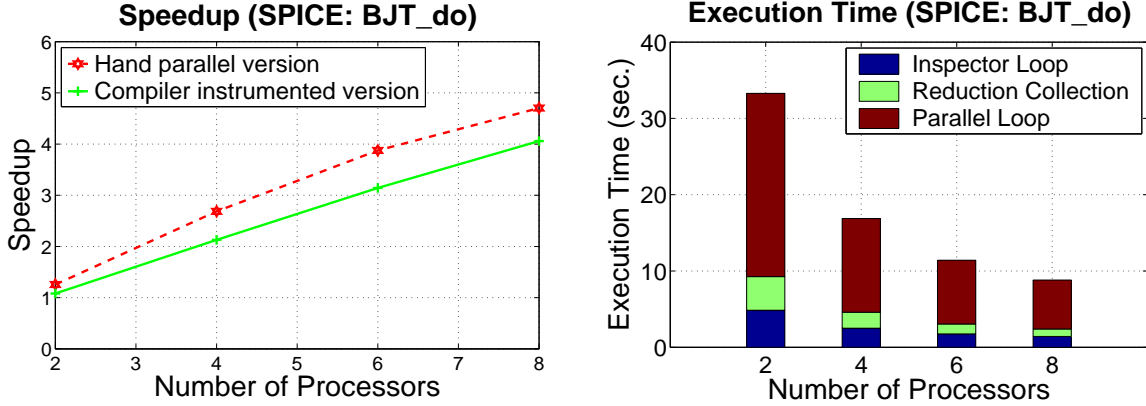 Speedup (SPICE: BJT_do)
6
5
4
3
2
1
0
Speedup
Hand parallel version
Compiler instrumented version
2 3 4 5 6 7 8
Number of Processors
Execution Time (SPICE: BJT_do)
40
30
20
10
0
Execution Time (sec.)
Inspector Loop
Reduction Collection
Parallel Loop
2 4 6 8
Number of Processors